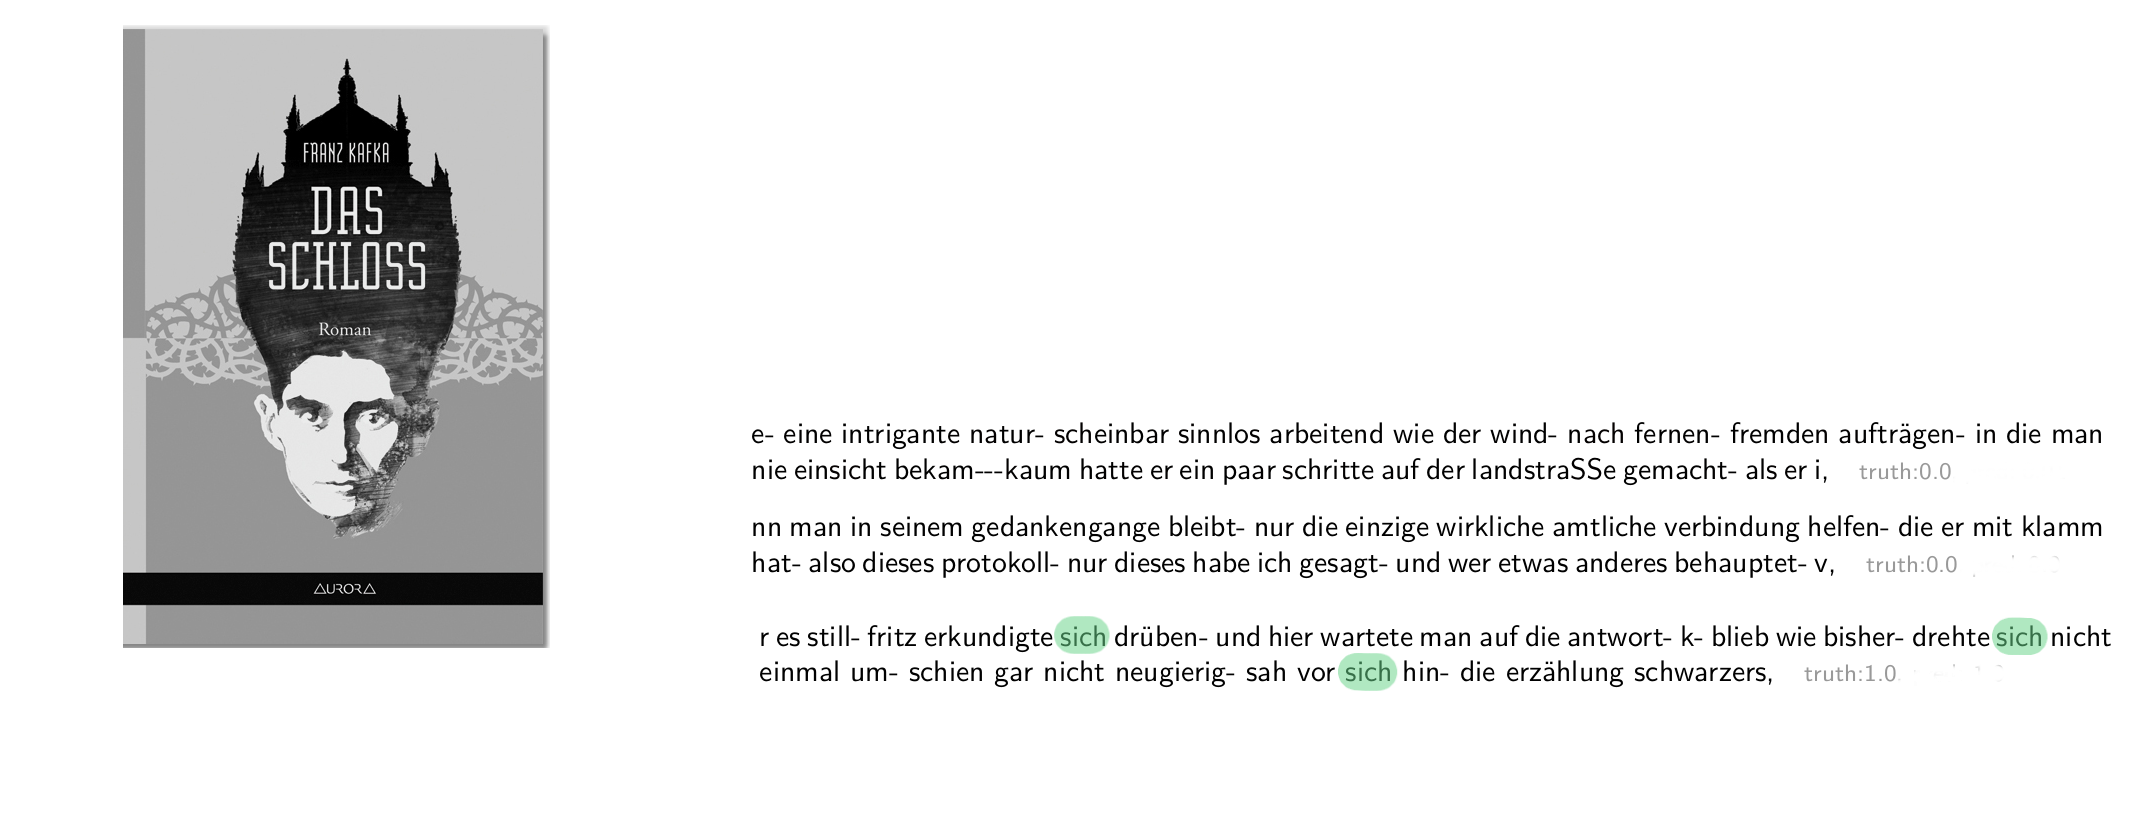 FRANZ KAFKA
DAS
SCHLOSS
Roman
AURORA
e- eine intrigante natur- scheinbar sinnlos arbeitend wie der wind- nach fernen- fremden aufträgen- in die man
nie einsicht bekam---kaum hatte er ein paar schritte auf der landstraSSe gemacht- als er i, truth:0.0
nn man in seinem gedankengange bleibt- nur die einzige wirkliche amtliche verbindung helfen- die er mit klamm
hat- also dieses protokoll- nur dieses habe ich gesagt- und wer etwas anderes behauptet- v, truth:0.0
r es still- fritz erkundigte sich drüben- und hier wartete man auf die antwort- k- blieb wie bisher- drehte sich nicht
einmal um- schien gar nicht neugierig- sah vor sich hin- die erzählung schwarzers, truth:1.0